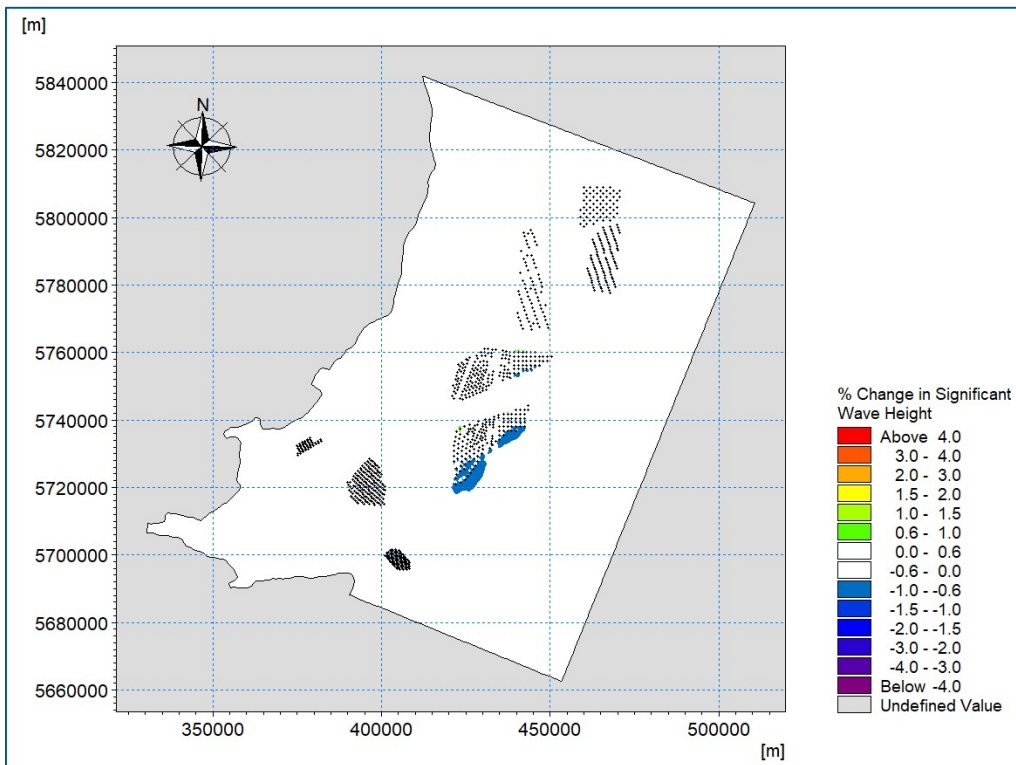 [m]
5840000
N
5820000
5800000
5780000
5760000
5740000
5720000
5700000
5680000
5660000
350000 400000 450000 500000
[m]
% Change in Significant
Wave Height
Above 4.0
3.0 - 4.0
2.0 - 3.0
1.5 - 2.0
1.0 - 1.5
0.6 - 1.0
0.0 - 0.6
-0.6 - 0.0
-1.0 - -0.6
-1.5 - -1.0
-2.0 - -1.5
-3.0 - -2.0
-4.0 - -3.0
Below -4.0
Undefined Value